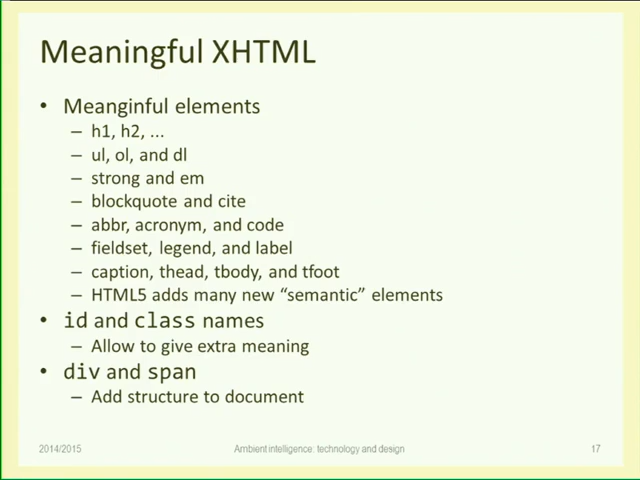 Meaningful XHTML
• Meanginful elements
– h1, h2, ...
– ul, ol, and dl
– strong and em
– blockquote and cite
– abbr, acronym, and code
– fieldset, legend, and label
– caption, thead, tbody, and tfoot
– HTML5 adds many new “semantic” elements
• id and class names
– Allow to give extra meaning
• div and span
– Add structure to document
2014/2015 Ambient intelligence: technology and design 17